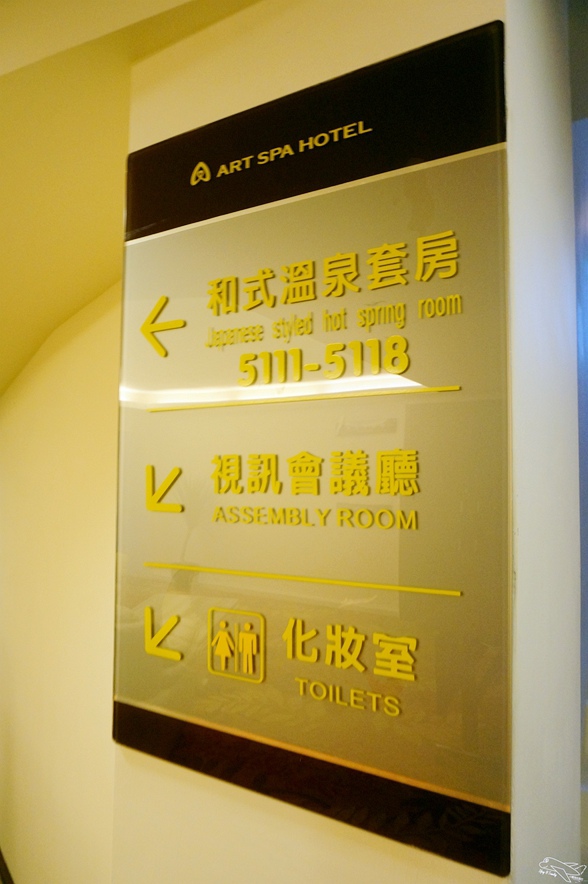 ART SPA HOTEL
和式溫泉套房
Japanese styled hot spring room
5111-5118
視訊會議廳
ASSEMBLY ROOM
化妝室
TOILETS